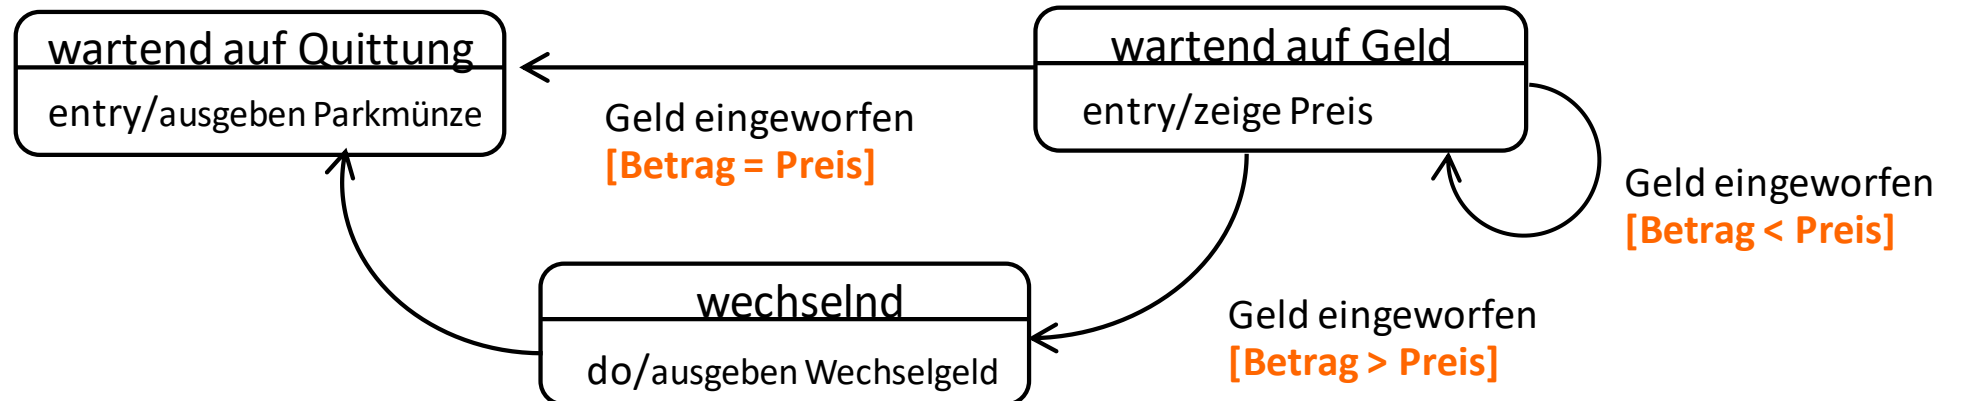 wartend auf Quittung
entry/ausgeben Parkmünze
Geld eingeworfen
[Betrag = Preis]
wartend auf Geld
entry/zeige Preis
Geld eingeworfen
[Betrag < Preis]
wechselnd
do/ausgeben Wechselgeld
Geld eingeworfen
[Betrag > Preis]